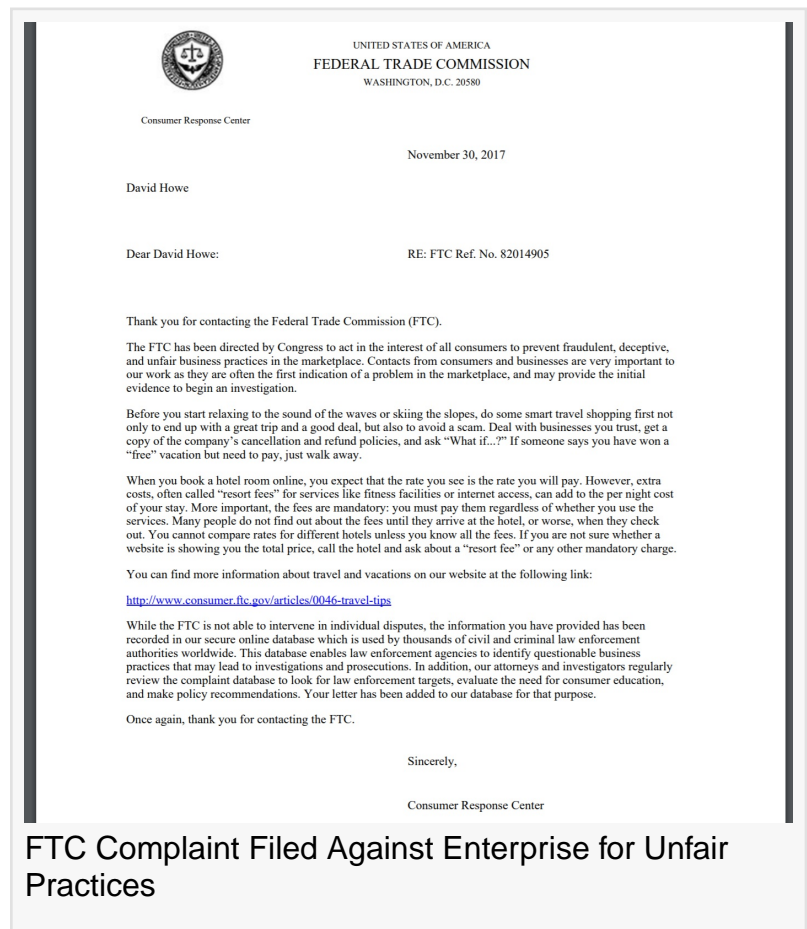 UNITED STATES OF AMERICA
FEDERAL TRADE COMMISSION
WASHINGTON, D.C. 20580
Consumer Response Center
November 30, 2017
David Howe
Dear David Howe:
RE: FTC Ref. No. 82014905
Thank you for contacting the Federal Trade Commission (FTC).
The FTC has been directed by Congress to act in the interest of all consumers to prevent fraudulent, deceptive,
and unfair business practices in the marketplace. Contacts from consumers and businesses are very important to
our work as they are often the first indication of a problem in the marketplace, and may provide the initial
evidence to begin an investigation.
Before you start relaxing to the sound of the waves or skiing the slopes, do some smart travel shopping first not
only to end up with a great trip and a good deal, but also to avoid a scam. Deal with businesses you trust, get a
copy of the company’s cancellation and refund policies, and ask “What if...?” If someone says you have won a
“free” vacation but need to pay, just walk away.
When you book a hotel room online, you expect that the rate you see is the rate you will pay. However, extra
costs, often called “resort fees” for services like fitness facilities or internet access, can add to the per night cost
of your stay. More important, the fees are mandatory: you must pay them regardless of whether you use the
services. Many people do not find out about the fees until they arrive at the hotel, or worse, when they check
out. You cannot compare rates for different hotels unless you know all the fees. If you are not sure whether a
website is showing you the total price, call the hotel and ask about a “resort fee” or any other mandatory charge.
You can find more information about travel and vacations on our website at the following link:
http://www.consumer.ftc.gov/articles/0046-travel-tips
While the FTC is not able to intervene in individual disputes, the information you have provided has been
recorded in our secure online database which is used by thousands of civil and criminal law enforcement
authorities worldwide. This database enables law enforcement agencies to identify questionable business
practices that may lead to investigations and prosecutions. In addition, our attorneys and investigators regularly
review the complaint database to look for law enforcement targets, evaluate the need for consumer education,
and make policy recommendations. Your letter has been added to our database for that purpose.
Once again, thank you for contacting the FTC.
Sincerely,
Consumer Response Center
FTC Complaint Filed Against Enterprise for Unfair
Practices